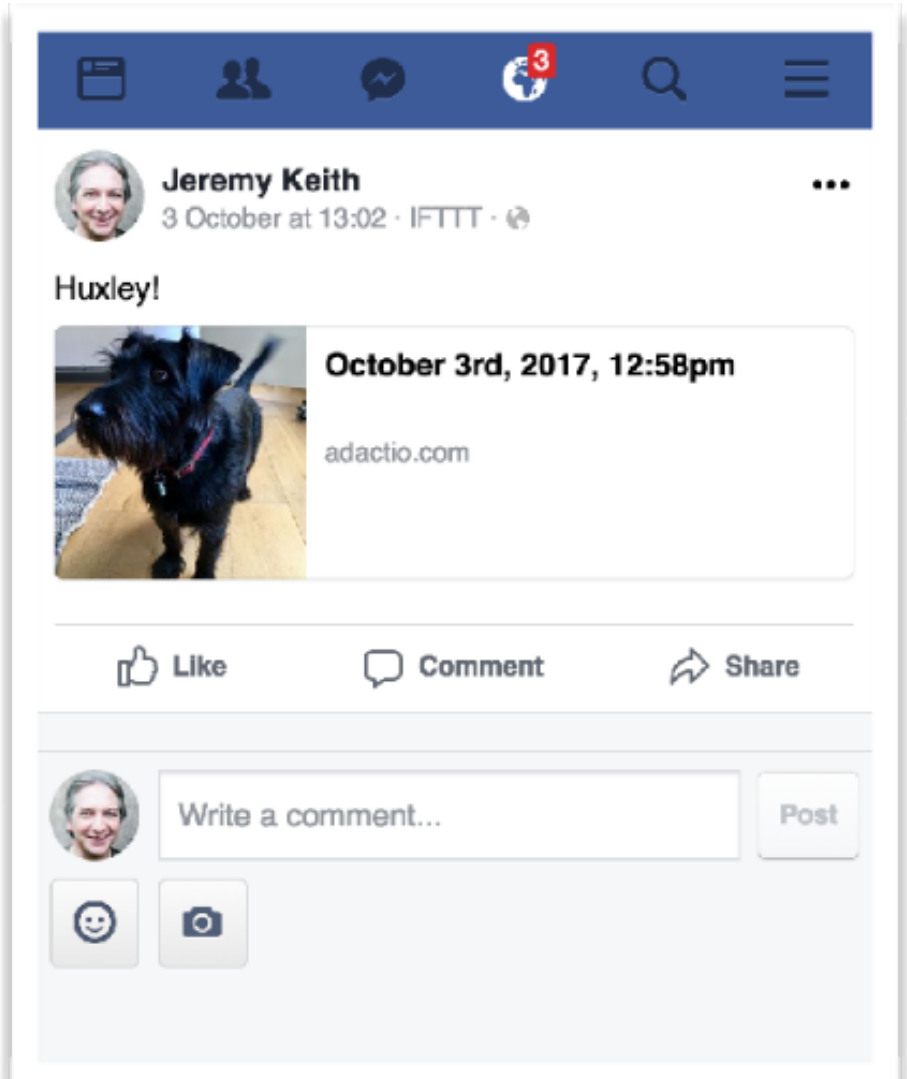 3
Jeremy Keith
3 October at 13:02 · IFTTT ·
Huxley!
October 3rd, 2017, 12:58pm
adactio.com
Like
Comment
Share
Write a comment...
Post